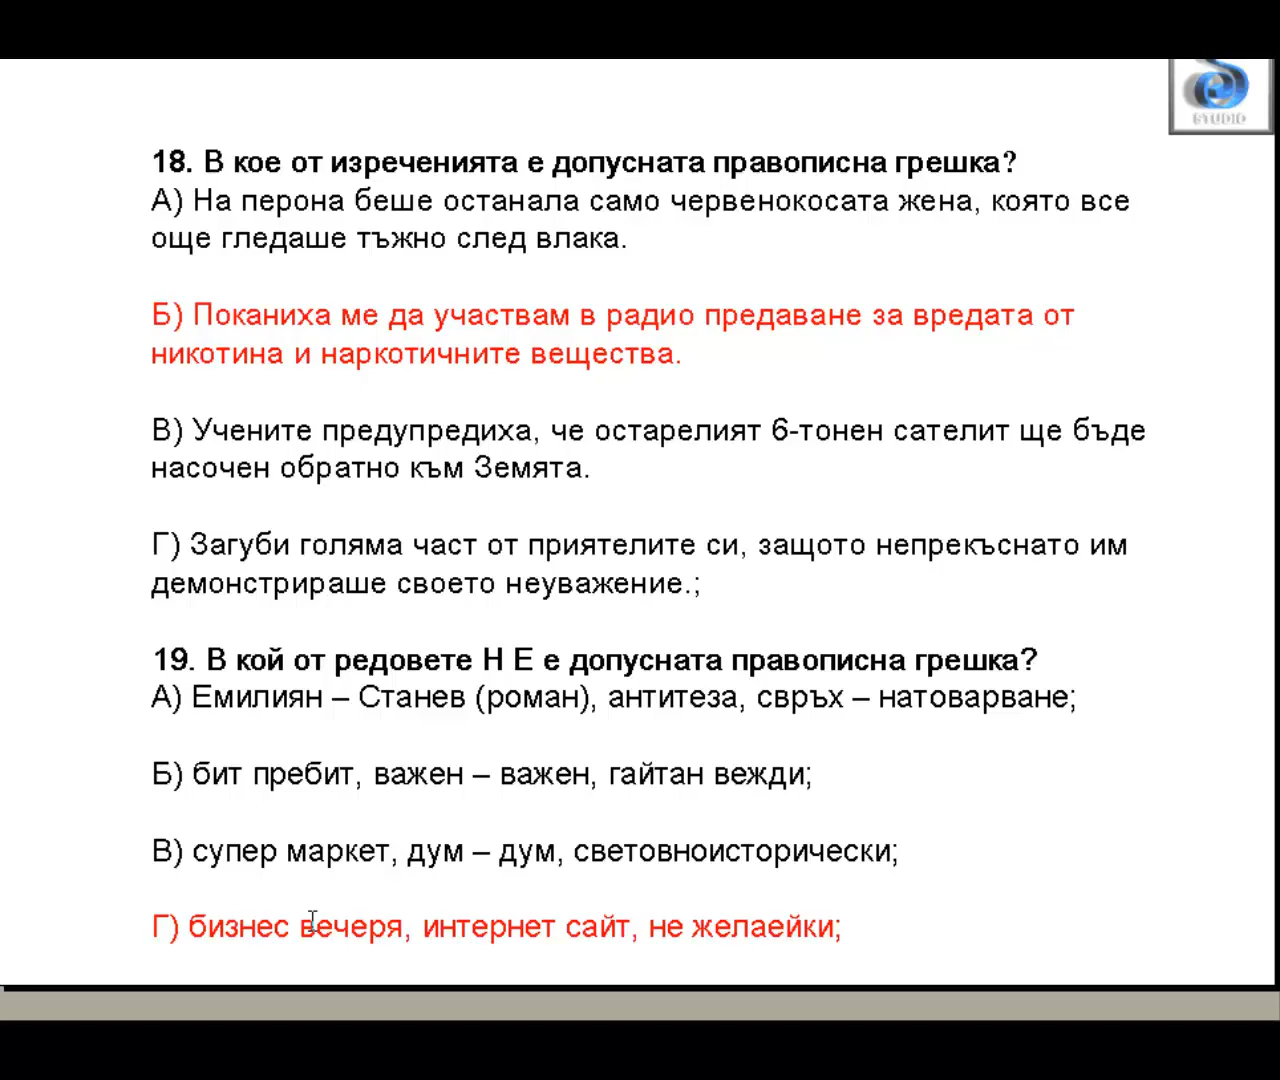 STUDIO
18. В кое от изреченията е допусната правописна грешка?
А) На перона беше останала само червенокосата жена, която все
още гледаше тъжно след влака.
Б) Поканиха ме да участвам в радио предаване за вредата от
никотина и наркотичните вещества.
В) Учените предупредиха, че остарелият 6-тонен сателит ще бъде
насочен обратно към Земята.
Г) Загуби голяма част от приятелите си, защото непрекъснато им
демонстрираше своето неуважение.;
19. В кой от редовете Н Е е допусната правописна грешка?
А) Емилиян – Станев (роман), антитеза, свръх – натоварване;
Б) бит пребит, важен – важен, гайтан вежди;
В) супер маркет, дум – дум, световноисторически;
Г) бизнес вечеря, интернет сайт, не желаейки;